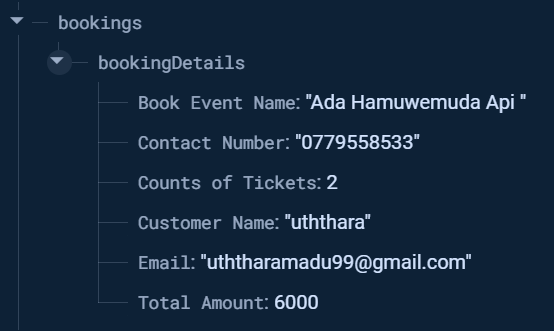 bookings
bookingDetails
Book Event Name: "Ada Hamuwemuda Api "
Contact Number: "0779558533"
Counts of Tickets: 2
Customer Name: "uththara"
Email: "uththaramadu99@gmail.com"
Total Amount: 6000